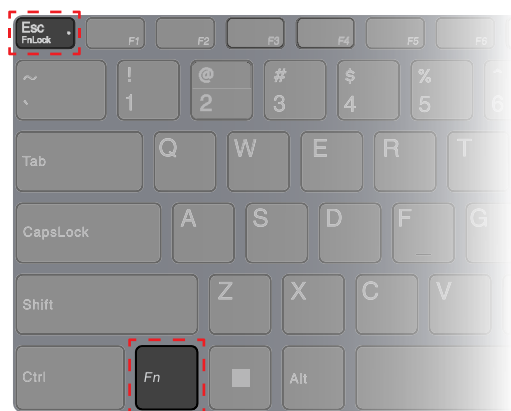 Esc
FnLock
F1
F2
F3
F4
F5
F6
~
`
!
1
@
2
#
3
$
4
%
5
^
6
Tab
Q
W
E
R
T
CapsLock
A
S
D
F
G
Shift
Z
X
C
V
Ctrl
Fn
Alt